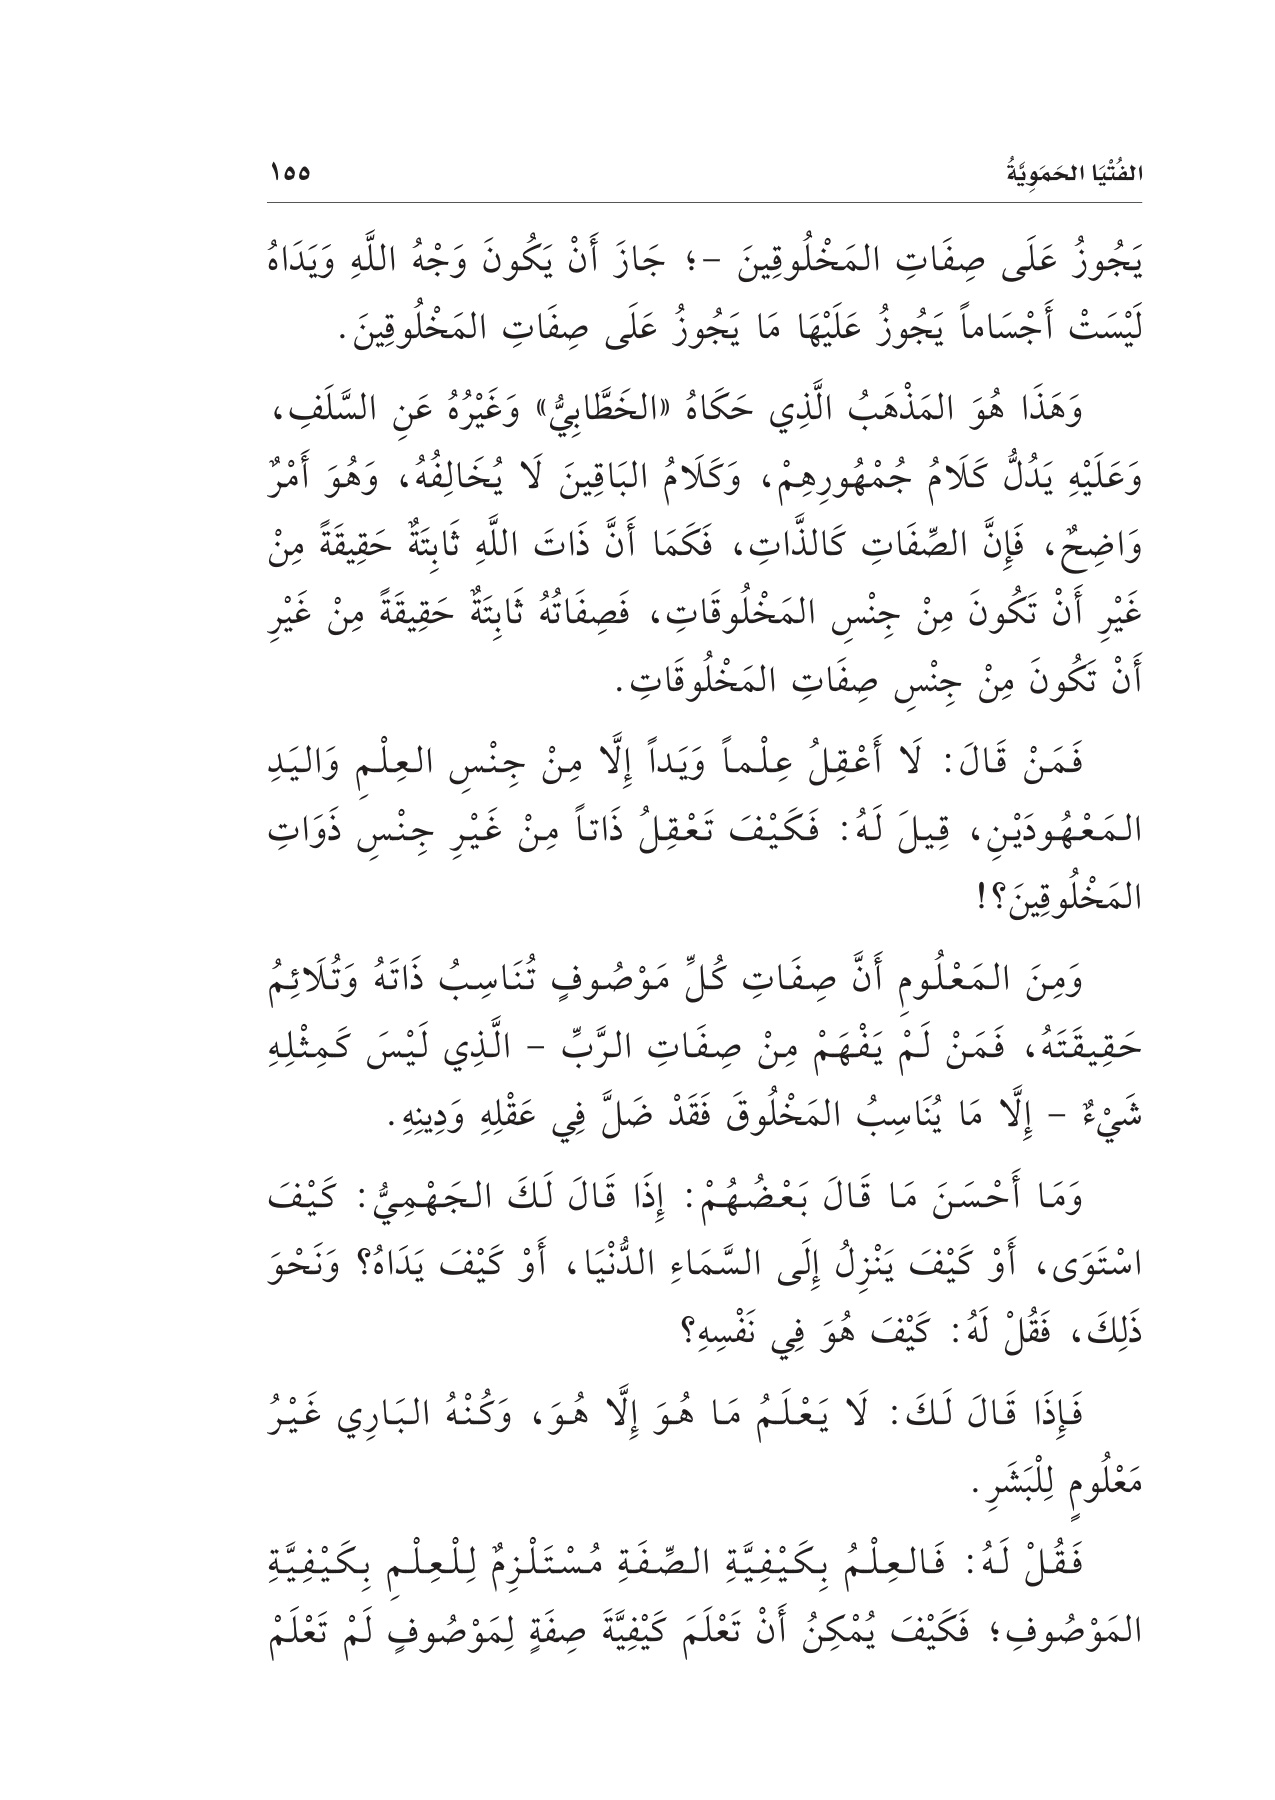 الفُتْيَا الحَمَوِيَّةُ
١٥٥
يَجُوزُ عَلَى صِفَاتِ المَخْلُوقِينَ -؛ جَازَ أَنْ يَكُونَ وَجْهُ اللَّهِ وَيَدَاهُ
لَيْسَتْ أَجْسَاماً يَجُوزُ عَلَيْهَا مَا يَجُوزُ عَلَى صِفَاتِ المَخْلُوقِينَ.
وَهَذَا هُوَ المَذْهَبُ الَّذِي حَكَاهُ «الخَطَّابِيُّ» وَغَيْرُهُ عَنِ السَّلَفِ،
وَعَلَيْهِ يَدُلُّ كَلَامُ جُمْهُورِهِمْ، وَكَلَامُ البَاقِينَ لَا يُخَالِفُهُ، وَهُوَ أَمْرٌ
وَاضِحٌ، فَإِنَّ الصِّفَاتِ كَالذَّاتِ، فَكَمَا أَنَّ ذَاتَ اللَّهِ ثَابِتَةٌ حَقِيقَةً مِنْ
غَيْرِ أَنْ تَكُونَ مِنْ جِنْسِ المَخْلُوقَاتِ، فَصِفَاتُهُ ثَابِتَةٌ حَقِيقَةً مِنْ غَيْرِ
أَنْ تَكُونَ مِنْ جِنْسِ صِفَاتِ المَخْلُوقَاتِ.
فَمَنْ قَالَ: لَا أَعْقِلُ عِلْماً وَيَداً إِلَّا مِنْ جِنْسِ العِلْمِ وَاليَدِ
المَعْهُودَيْنِ، قِيلَ لَهُ: فَكَيْفَ تَعْقِلُ ذَاتاً مِنْ غَيْرِ جِنْسِ ذَوَاتِ
المَخْلُوقِينَ؟!
وَمِنَ المَعْلُومِ أَنَّ صِفَاتِ كُلِّ مَوْصُوفٍ تُنَاسِبُ ذَاتَهُ وَتُلَائِمُ
حَقِيقَتَهُ، فَمَنْ لَمْ يَفْهَمْ مِنْ صِفَاتِ الرَّبِّ - الَّذِي لَيْسَ كَمِثْلِهِ
شَيْءٌ - إِلَّا مَا يُنَاسِبُ المَخْلُوقَ فَقَدْ ضَلَّ فِي عَقْلِهِ وَدِينِهِ.
وَمَا أَحْسَنَ مَا قَالَ بَعْضُهُمْ: إِذَا قَالَ لَكَ الجَهْمِيُّ: كَيْفَ
اسْتَوَى، أَوْ كَيْفَ يَنْزِلُ إِلَى السَّمَاءِ الدُّنْيَا، أَوْ كَيْفَ يَدَاهُ؟ وَنَحْوَ
ذَلِكَ، فَقُلْ لَهُ: كَيْفَ هُوَ فِي نَفْسِهِ؟
فَإِذَا قَالَ لَكَ: لَا يَعْلَمُ مَا هُوَ إِلَّا هُوَ، وَكُنْهُ البَارِي غَيْرُ
مَعْلُومٍ لِلْبَشَرِ.
فَقُلْ لَهُ: فَالعِلْمُ بِكَيْفِيَّةِ الصِّفَةِ مُسْتَلْزِمٌ لِلْعِلْمِ بِكَيْفِيَّةِ
المَوْصُوفِ؛ فَكَيْفَ يُمْكِنُ أَنْ تَعْلَمَ كَيْفِيَّةَ صِفَةٍ لِمَوْصُوفٍ لَمْ تَعْلَمْ